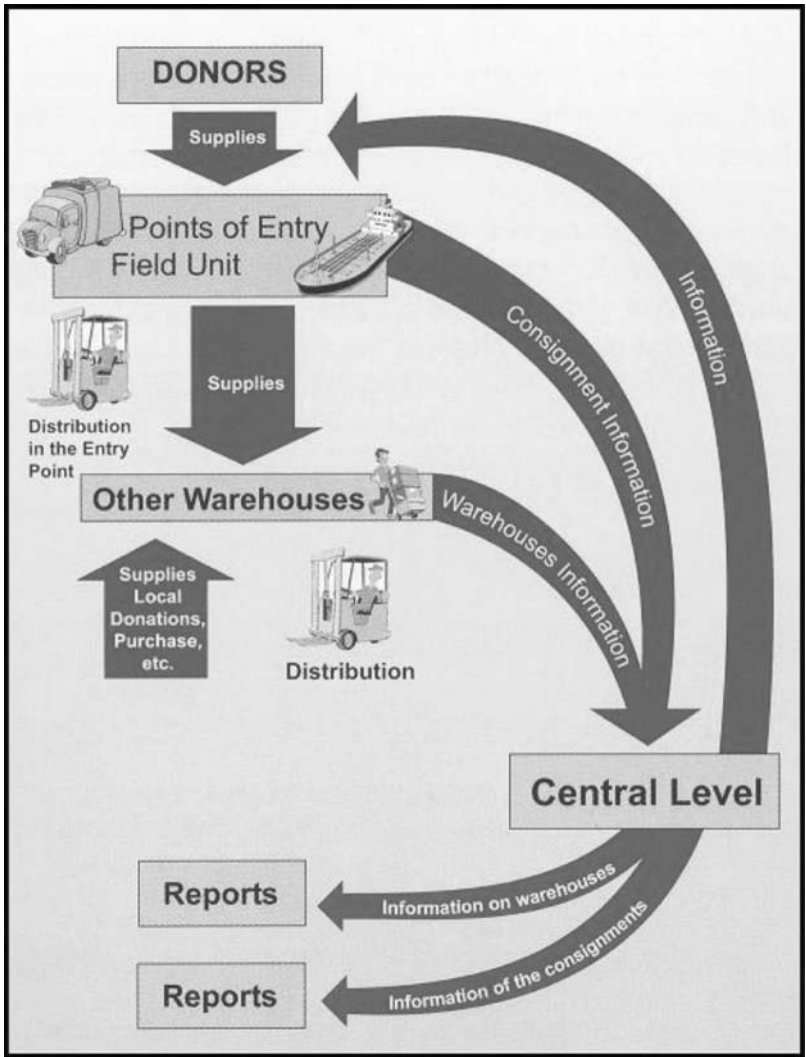 DONORS
Supplies
Points of Entry
Field Unit
Supplies
Distribution
in the Entry
Point
Other Warehouses
Supplies
Local
Donations,
Purchase,
etc.
Distribution
Consignment Information
Warehouses Information
Information
Central Level
Reports
Information on warehouses
Reports
Information of the consignments